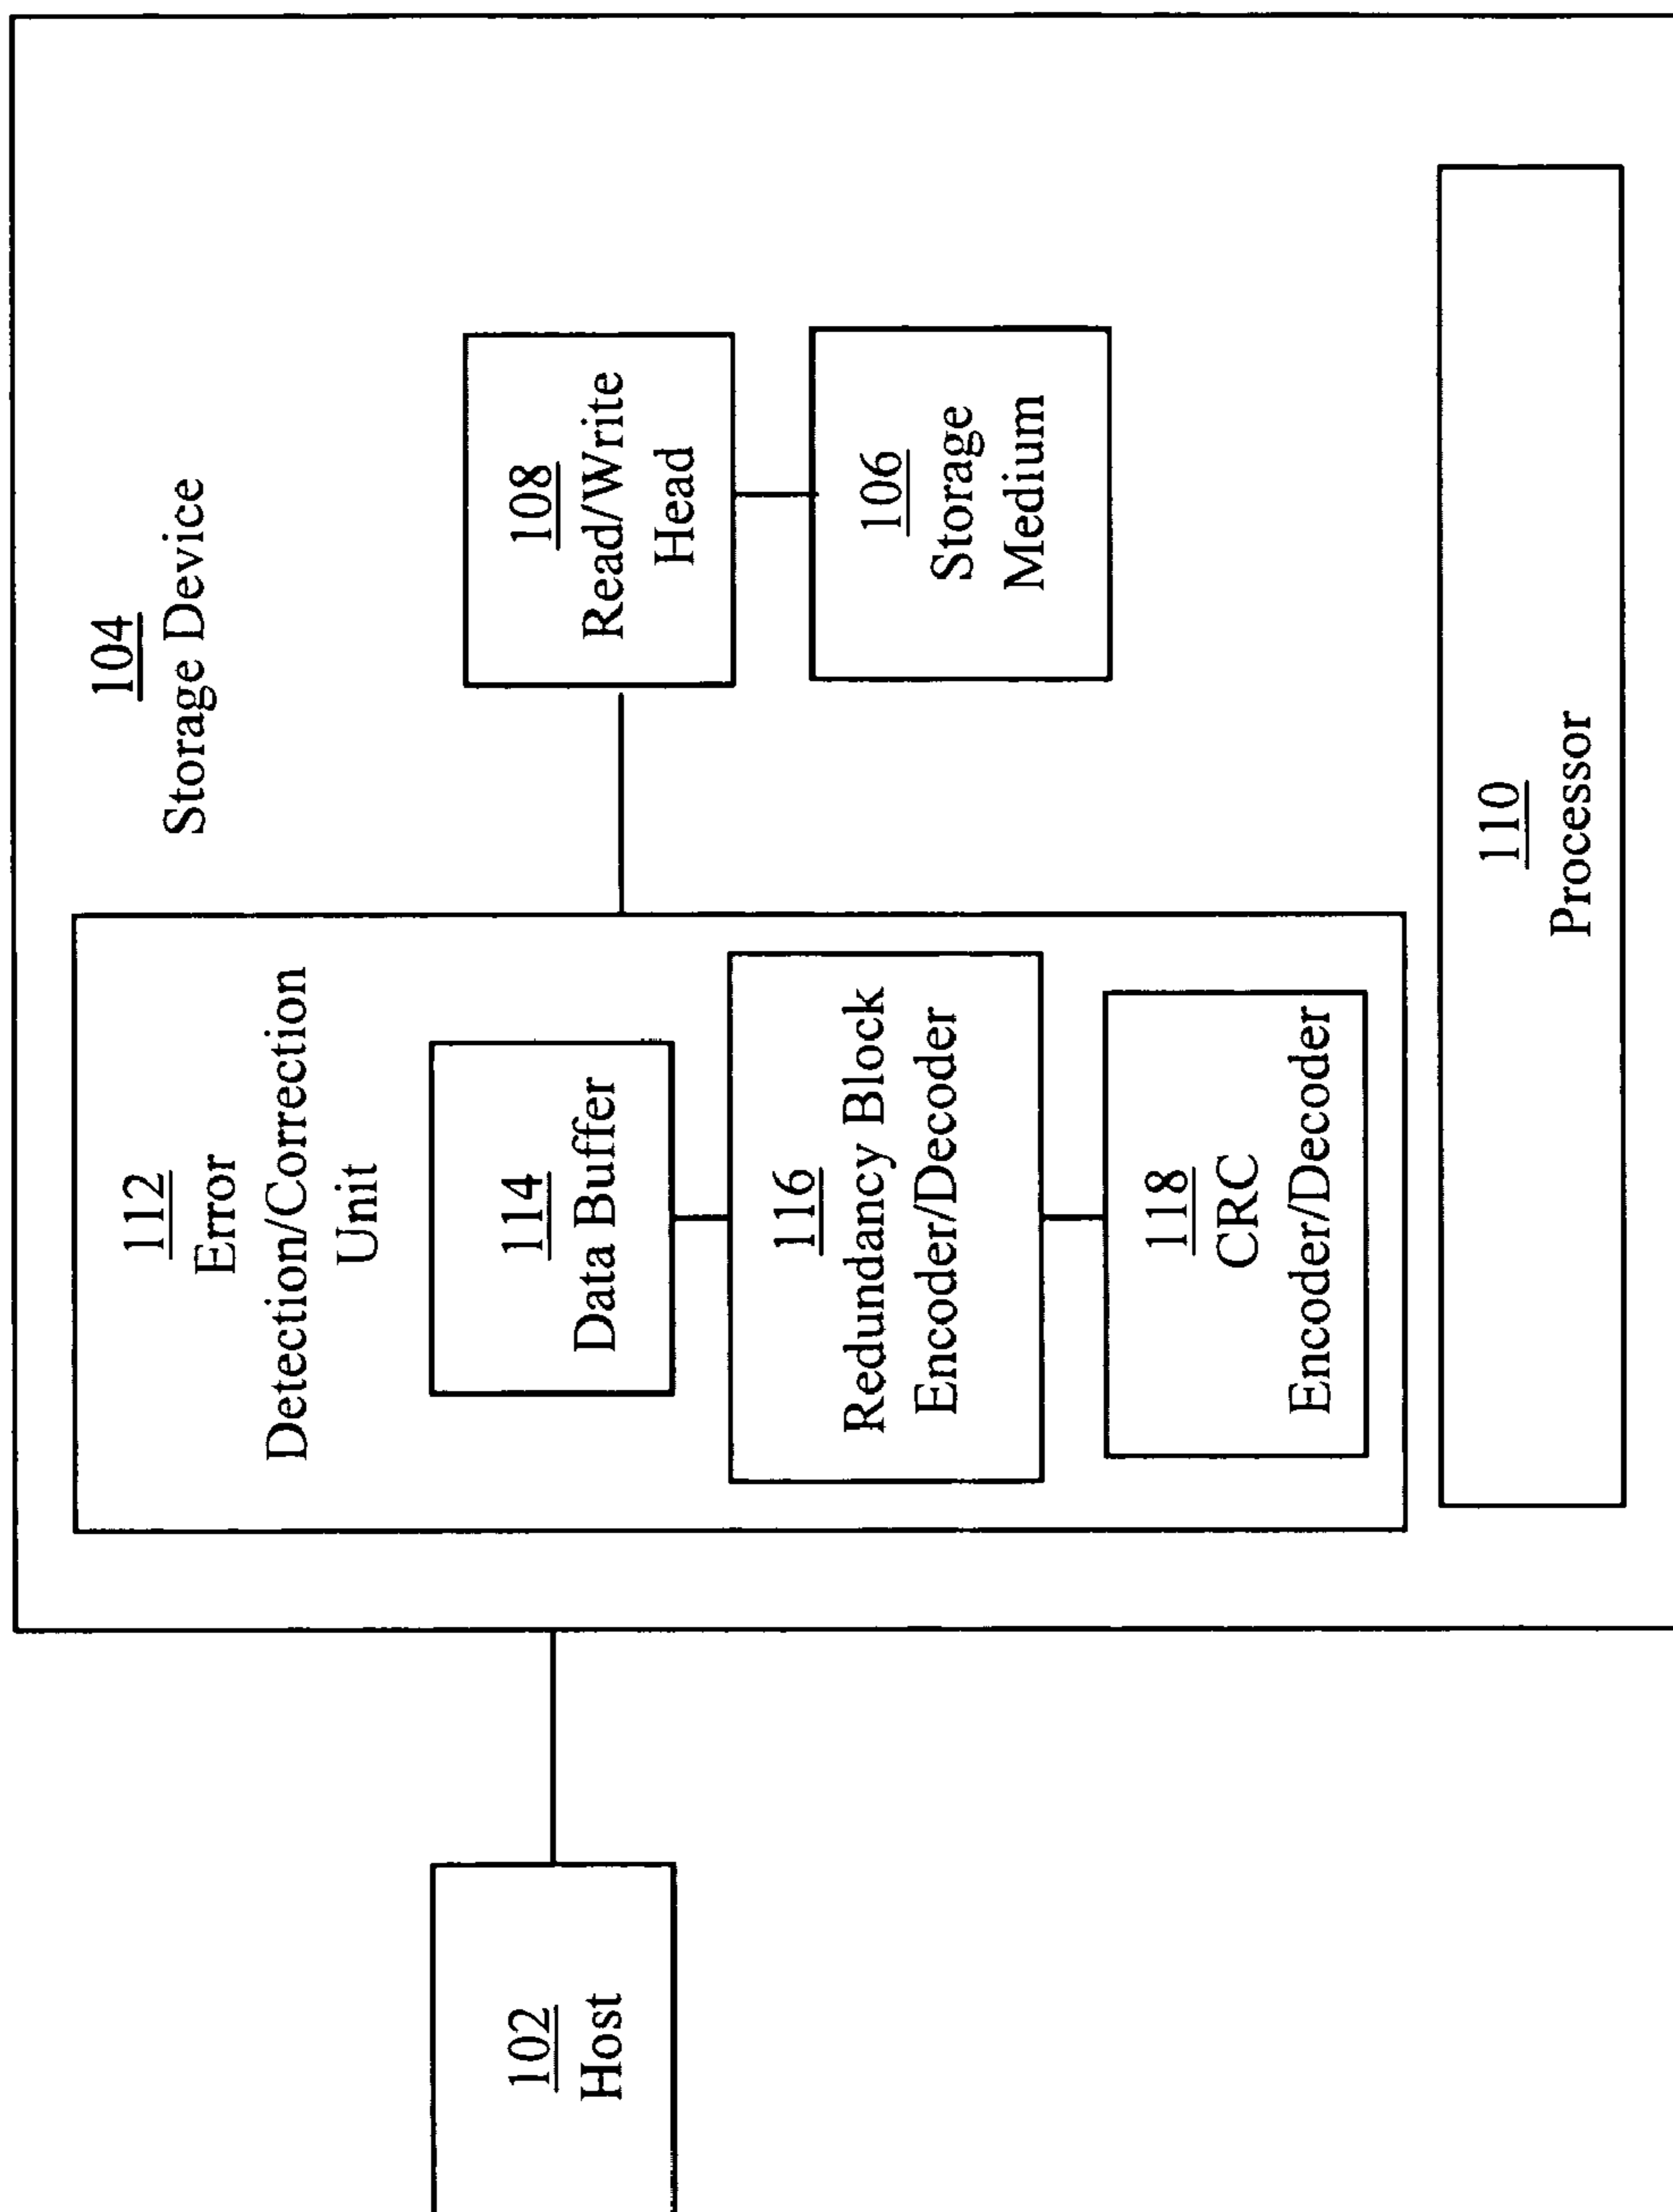 104
Storage Device
112
Error
Detection/Correction
Unit
114
Data Buffer
116
Redundancy Block
Encoder/Decoder
118
CRC
Encoder/Decoder
108
Read/Write
Head
106
Storage
Medium
110
Processor
102
Host